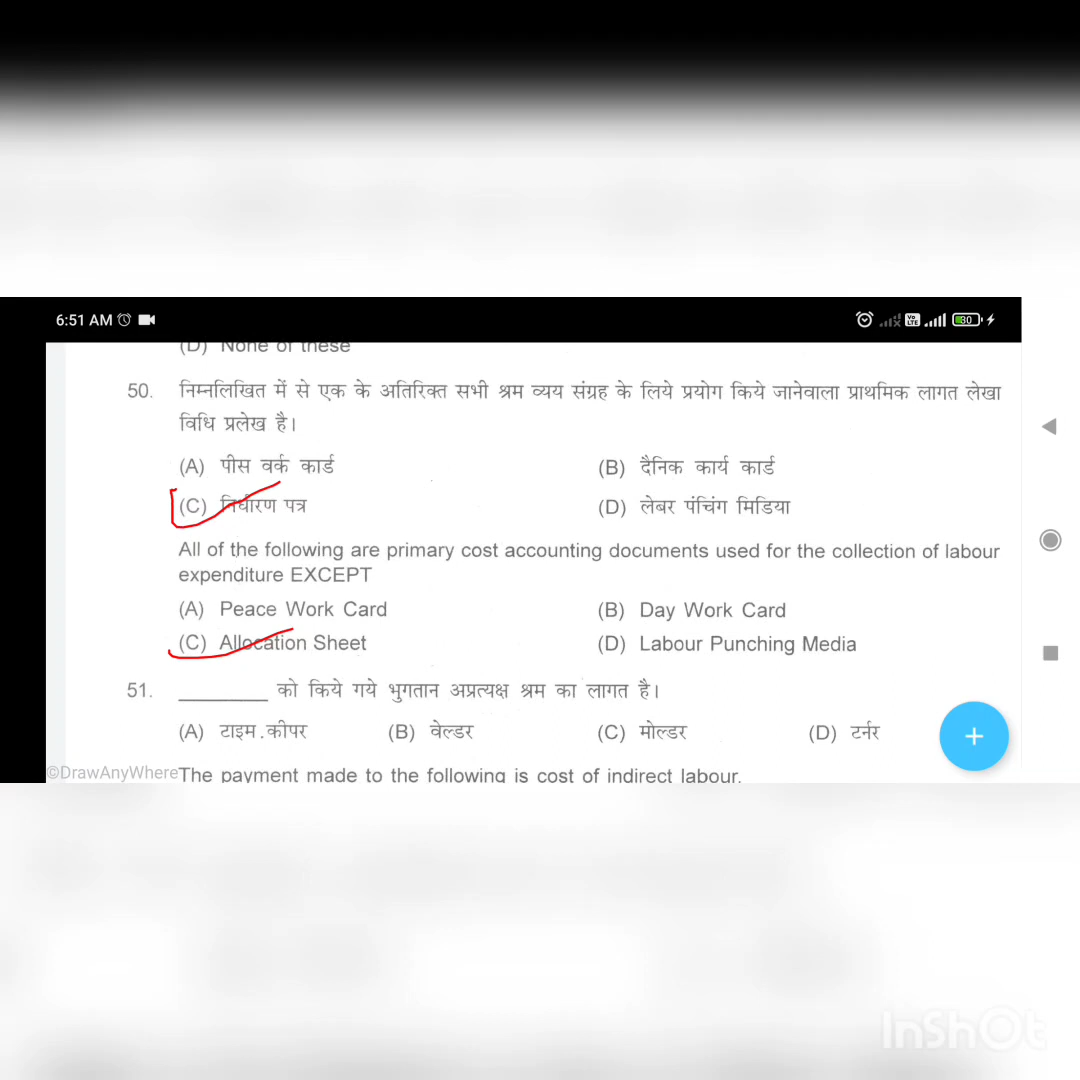 6:51 AM
Vo LTE 30
(D) None of these
50. निम्नलिखित में से एक के अतिरिक्त सभी श्रम व्यय संग्रह के लिये प्रयोग किये जानेवाला प्राथमिक लागत लेखा
विधि प्रलेख है।
(A) पीस वर्क कार्ड (B) दैनिक कार्य कार्ड
(C) निर्धारण पत्र (D) लेबर पंचिंग मिडिया
All of the following are primary cost accounting documents used for the collection of labour
expenditure EXCEPT
(A) Peace Work Card (B) Day Work Card
(C) Allocation Sheet (D) Labour Punching Media
51. ________ को किये गये भुगतान अप्रत्यक्ष श्रम का लागत है।
(A) टाइम कीपर (B) वेल्डर (C) मोल्डर (D) टर्नर
©DrawAnyWhere The payment made to the following is cost of indirect labour.
InShOt